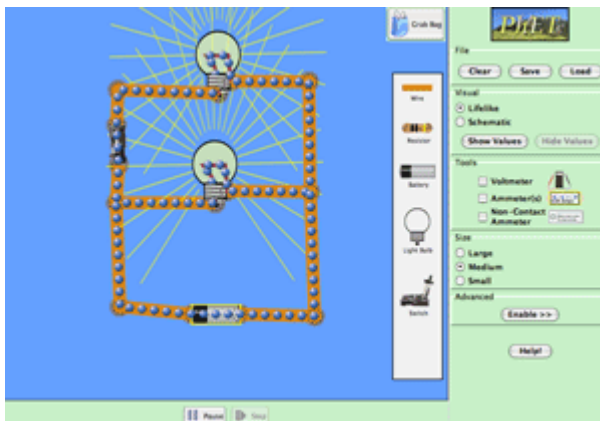 Grab Bag
Wire
Resistor
Battery
Light Bulb
Switch
PhET
File
Clear Save Load
Visual
Lifelike
Schematic
Show Values Hide Values
Tools
Voltmeter
Ammeter(s)
Non-Contact
Ammeter
Size
Large
Medium
Small
Advanced
Enable >>
Help!
Pause Step